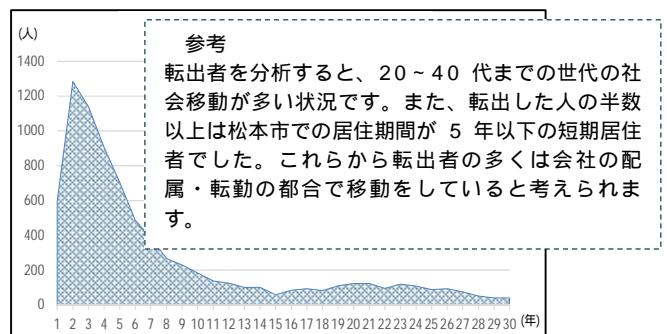 (人)
1400
1200
1000
800
600
400
200
0
1 2 3 4 5 6 7 8 9 10 11 12 13 14 15 16 17 18 19 20 21 22 23 24 25 26 27 28 29 30 (年)
参考
転出者を分析すると、20~40 代までの世代の社
会移動が多い状況です。また、転出した人の半数
以上は松本市での居住期間が 5 年以下の短期居住
者でした。これらから転出者の多くは会社の配
属・転勤の都合で移動をしていると考えられま
す。